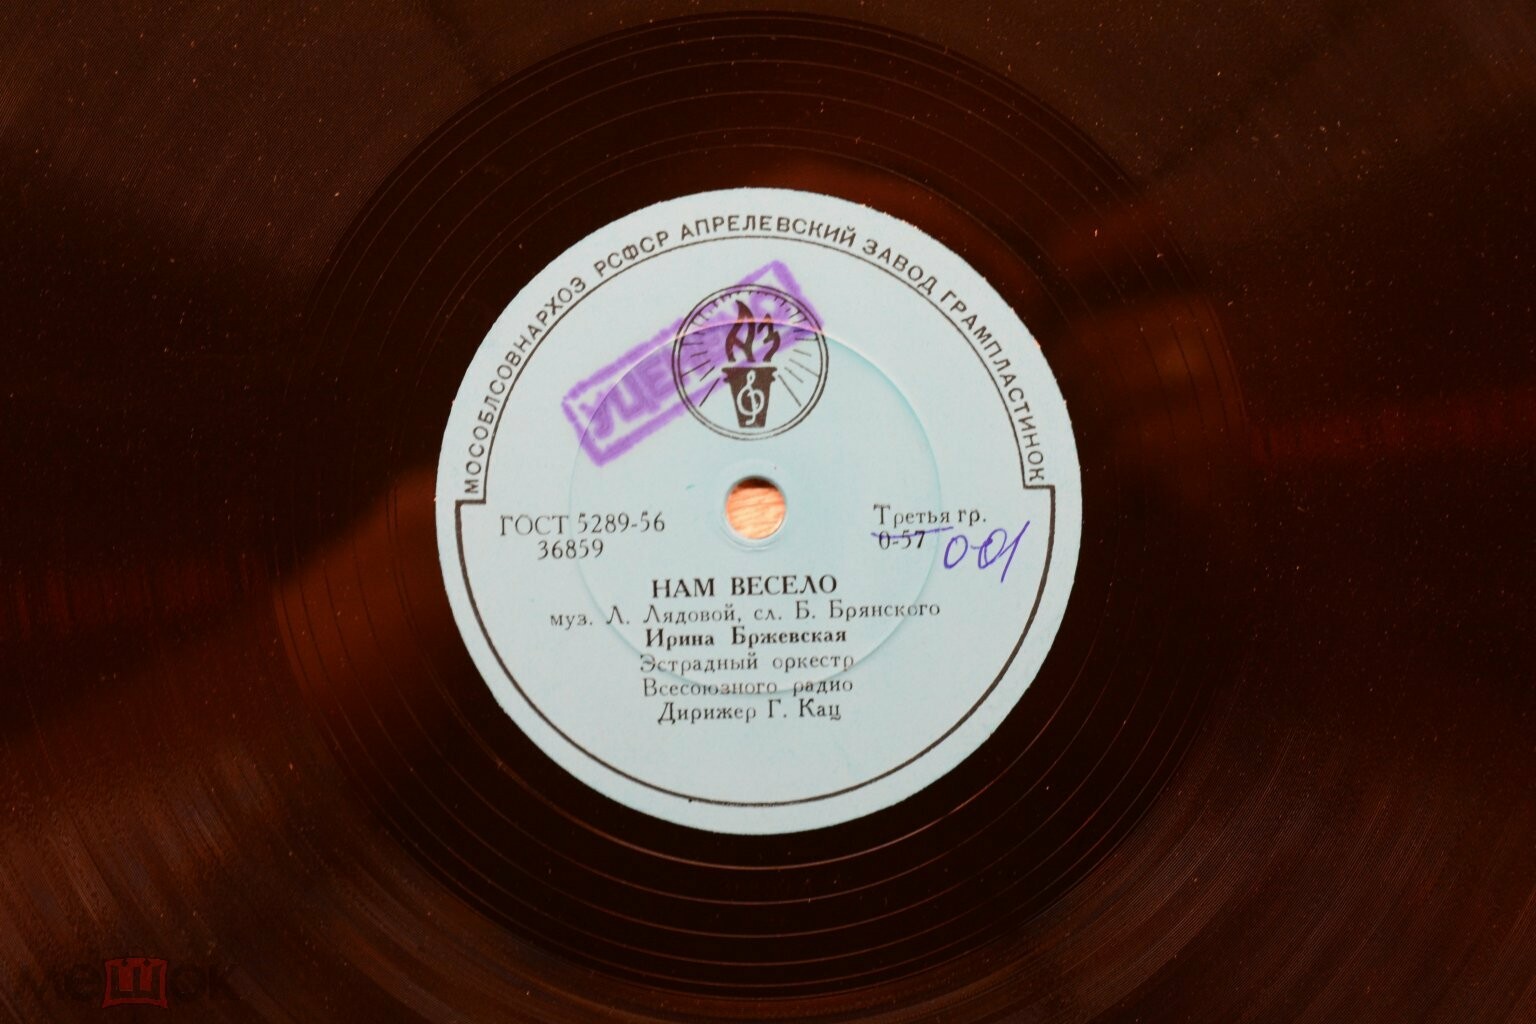 МОСОБЛСОВНАРХОЗ РСФСР АПРЕЛЕВСКИЙ ЗАВОД ГРАМПЛАСТИНОК
АЗ
ГОСТ 5289-56
36859
Третья гр.
0-57 0-01
НАМ ВЕСЕЛО
муз. Л. Лядовой, сл. Б. Брянского
Ирина Бржевская
Эстрадный оркестр
Всесоюзного радио
Дирижер Г. Кац
мешок